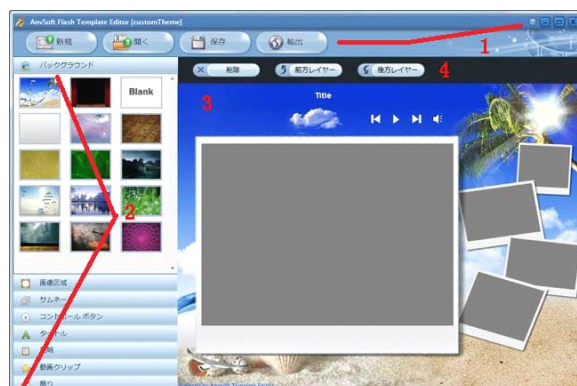 AnvSoft Flash Template Editor [customTheme]
新規 開く 保存 輸出
1
バックグラウンド
削除 前方レイヤー 後方レイヤー 4
Blank
3
Title
2
画像区域
サムネール
コントロールボタン
タイトル
動画クリップ
飾り